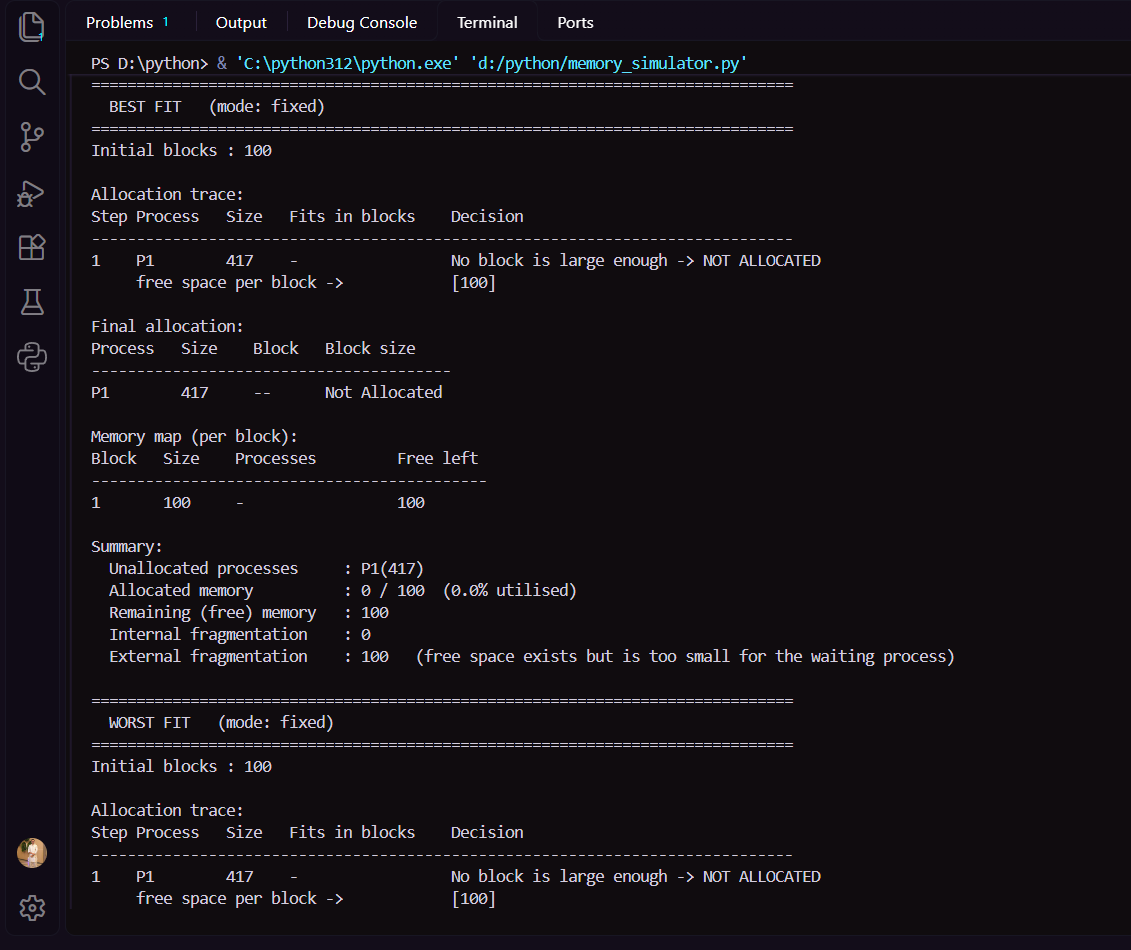 Problems 1 Output Debug Console Terminal Ports
PS D:\python> & 'C:\python312\python.exe' 'd:/python/memory_simulator.py'
==============================================================================
BEST FIT (mode: fixed)
==============================================================================
Initial blocks : 100
Allocation trace:
Step Process Size Fits in blocks Decision
------------------------------------------------------------------------------
1 P1 417 - No block is large enough -> NOT ALLOCATED
free space per block -> [100]
Final allocation:
Process Size Block Block size
----------------------------------------
P1 417 -- Not Allocated
Memory map (per block):
Block Size Processes Free left
--------------------------------------------
1 100 - 100
Summary:
Unallocated processes : P1(417)
Allocated memory : 0 / 100 (0.0% utilised)
Remaining (free) memory : 100
Internal fragmentation : 0
External fragmentation : 100 (free space exists but is too small for the waiting process)
==============================================================================
WORST FIT (mode: fixed)
==============================================================================
Initial blocks : 100
Allocation trace:
Step Process Size Fits in blocks Decision
------------------------------------------------------------------------------
1 P1 417 - No block is large enough -> NOT ALLOCATED
free space per block -> [100]